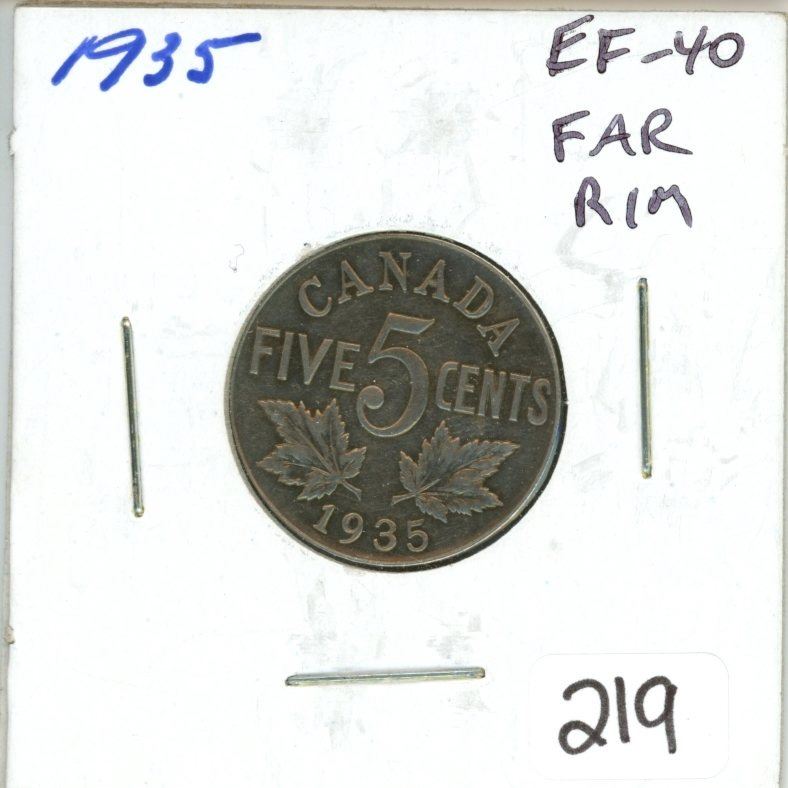 1935
EF-40
FAR
RIM
CANADA
FIVE 5 CENTS
1935
219